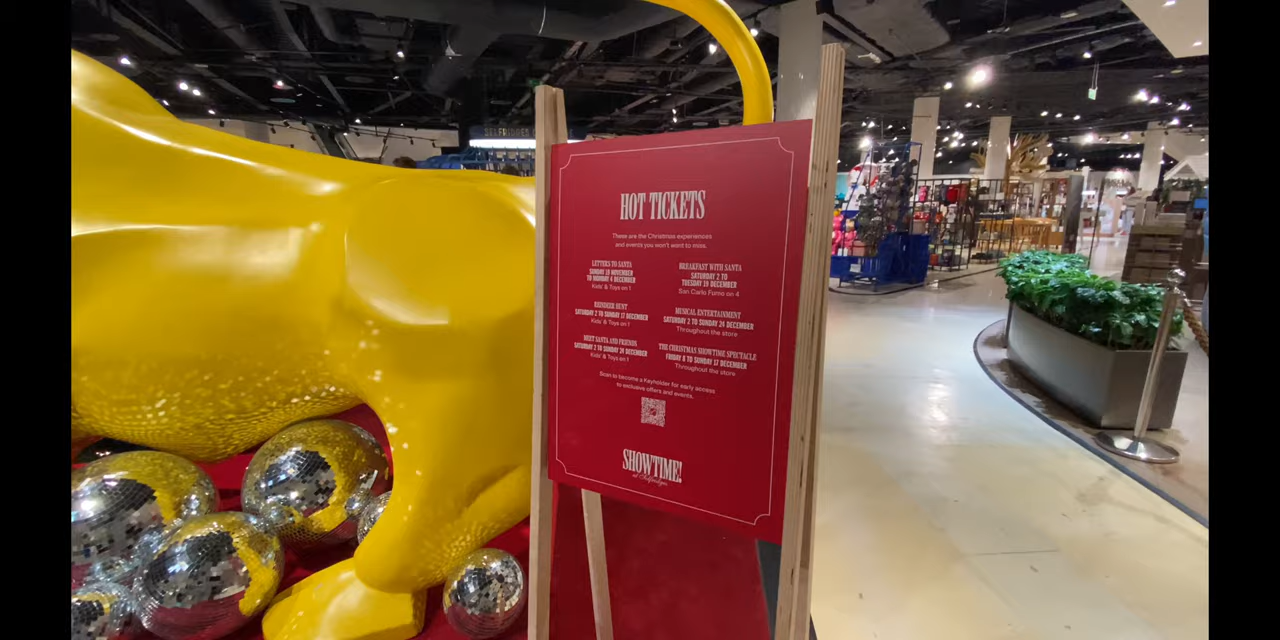 SELFRIDGES
HOT TICKETS
These are the Christmas experiences
and events you won't want to miss.
LETTERS TO SANTA
SUNDAY 19 NOVEMBER
TO MONDAY 4 DECEMBER
Kids' & Toys on 1
REINDEER HUNT
SATURDAY 2 TO SUNDAY 17 DECEMBER
Kids' & Toys on 1
MEET SANTA AND FRIENDS
SATURDAY 2 TO SUNDAY 24 DECEMBER
Kids' & Toys on 1
BREAKFAST WITH SANTA
SATURDAY 2 TO
TUESDAY 19 DECEMBER
San Carlo Fumo on 4
MUSICAL ENTERTAINMENT
SATURDAY 2 TO SUNDAY 24 DECEMBER
Throughout the store
THE CHRISTMAS SHOWTIME SPECTACLE
FRIDAY 8 TO SUNDAY 17 DECEMBER
Throughout the store
Scan to become a Keyholder for early access
to exclusive offers and events.
SHOWTIME!
at Selfridges